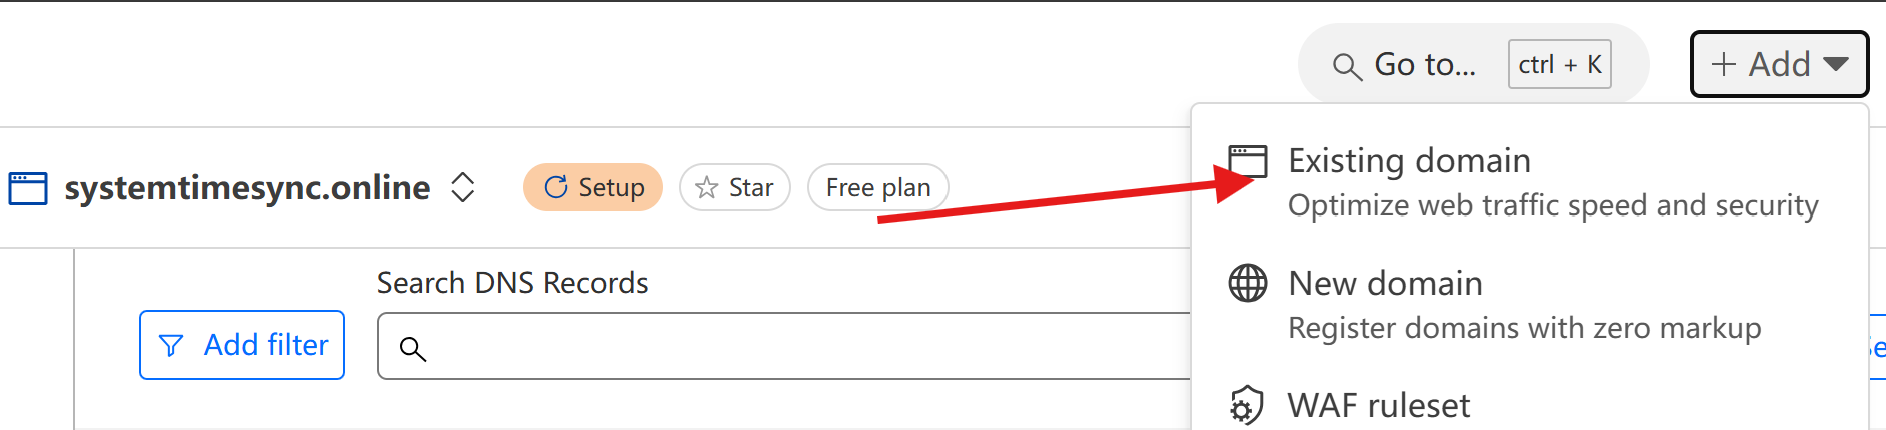 Go to... ctrl + K + Add
systemtimesync.online Setup Star Free plan
Existing domain
Optimize web traffic speed and security
Search DNS Records
New domain
Register domains with zero markup
Add filter
WAF ruleset